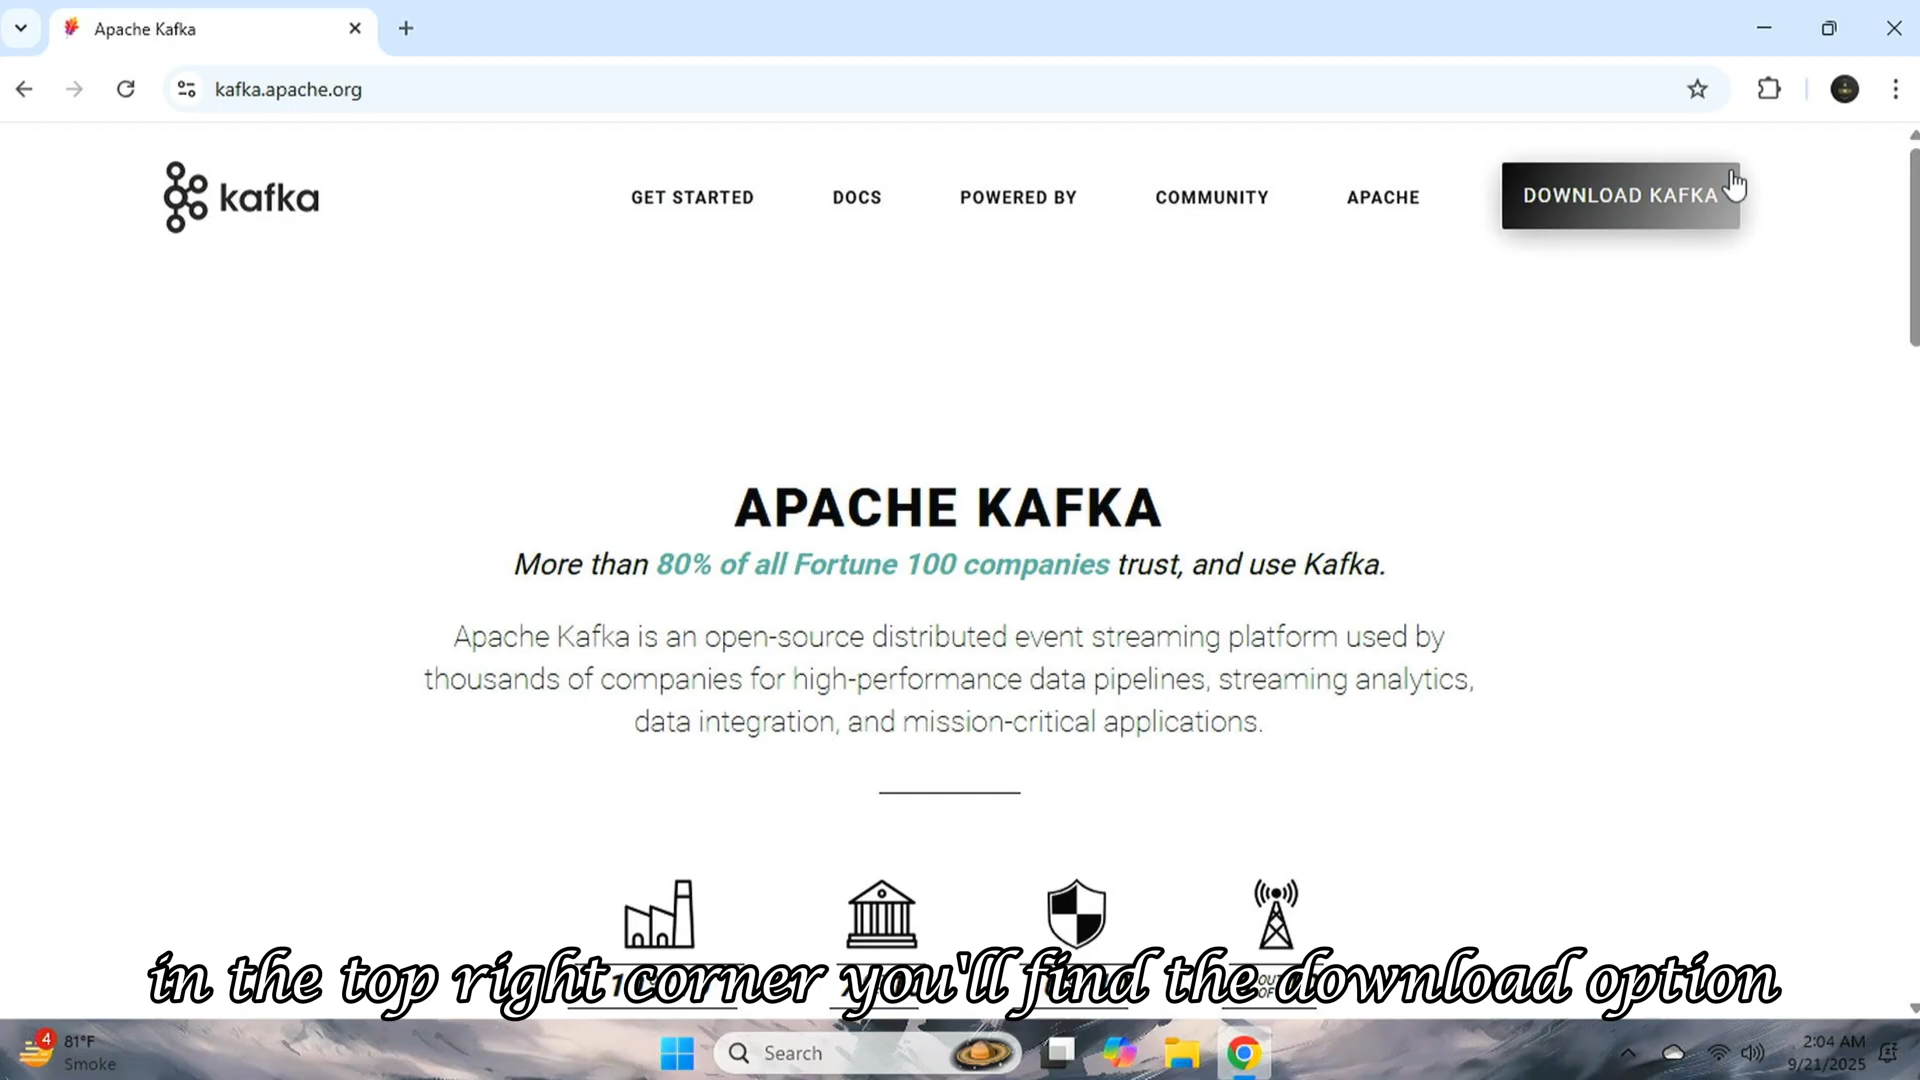 Apache Kafka
kafka.apache.org
kafka
GET STARTED
DOCS
POWERED BY
COMMUNITY
APACHE
DOWNLOAD KAFKA
APACHE KAFKA
More than 80% of all Fortune 100 companies trust, and use Kafka.
Apache Kafka is an open-source distributed event streaming platform used by
thousands of companies for high-performance data pipelines, streaming analytics,
data integration, and mission-critical applications.
in the top right corner you'll find the download option
4
81°F
Smoke
Search
2:04 AM
9/21/2025